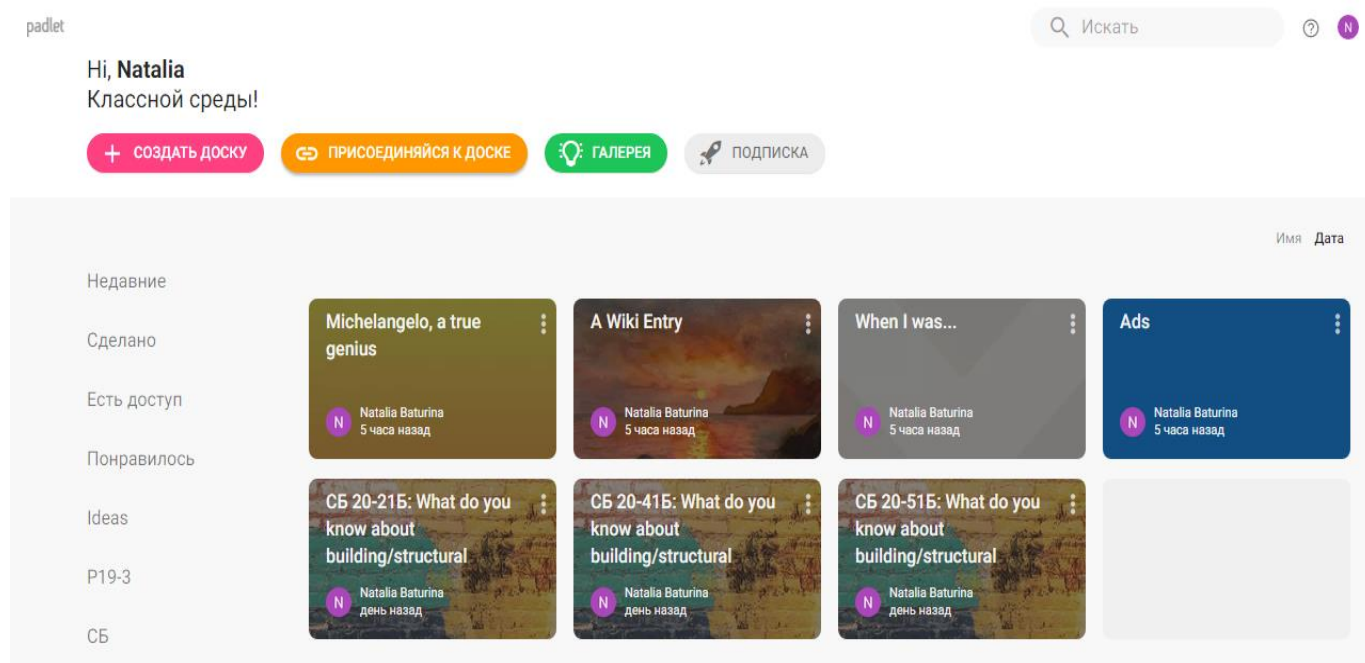 padlet
Искать
N
Hi, Natalia
Классной среды!
+ СОЗДАТЬ ДОСКУ
ПРИСОЕДИНЯЙСЯ К ДОСКЕ
ГАЛЕРЕЯ
ПОДПИСКА
Имя Дата
Недавние
Сделано
Есть доступ
Понравилось
Ideas
P19-3
СБ
Michelangelo, a true
genius
N
Natalia Baturina
5 часа назад
A Wiki Entry
N
Natalia Baturina
5 часа назад
When I was...
N
Natalia Baturina
5 часа назад
Ads
N
Natalia Baturina
5 часа назад
СБ 20-21Б: What do you
know about
building/structural
N
Natalia Baturina
день назад
СБ 20-41Б: What do you
know about
building/structural
N
Natalia Baturina
день назад
СБ 20-51Б: What do you
know about
building/structural
N
Natalia Baturina
день назад